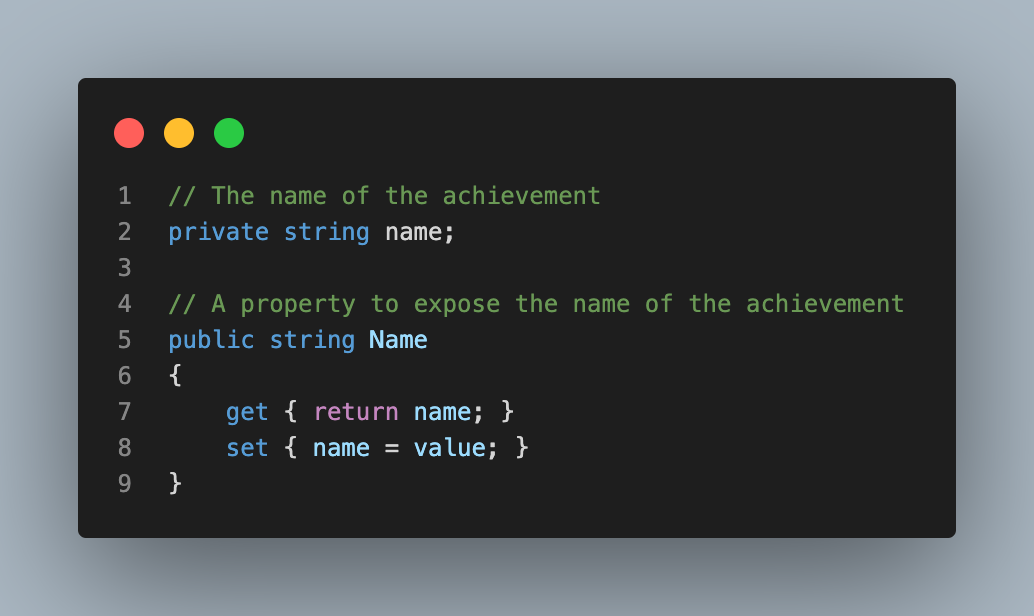 1 // The name of the achievement
2 private string name;
3
4 // A property to expose the name of the achievement
5 public string Name
6 {
7     get { return name; }
8     set { name = value; }
9 }